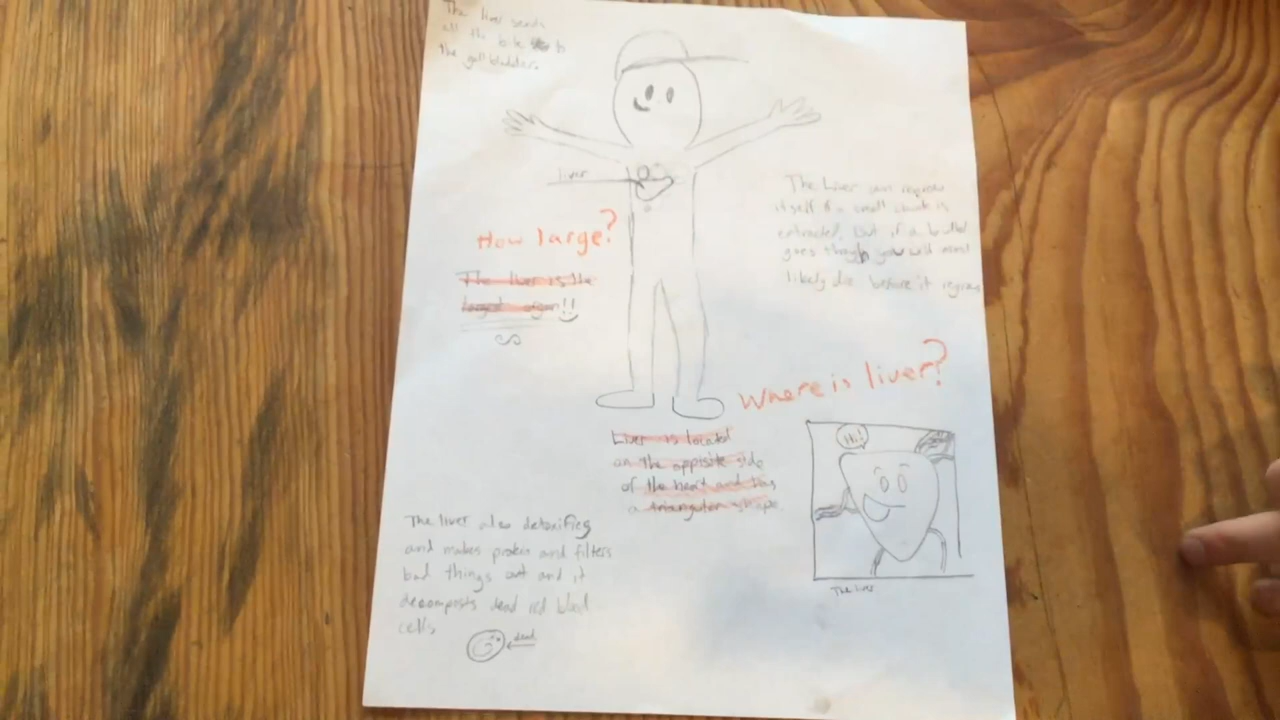 The liver sends
all the bile to
the gall bladder.
liver
The Liver can regrow
itself if a small chunk is
extracted. But if a bullet
goes though you will most
likely die before it regrows
How large?
The liver is the
largest organ!!
Where is liver?
Liver is located
on the opposite side
of the heart and has
a triangular shape
Hi!
The liver
The liver also detoxifies
and makes protein and filters
bad things out and it
decomposts dead red blood
cells
dead